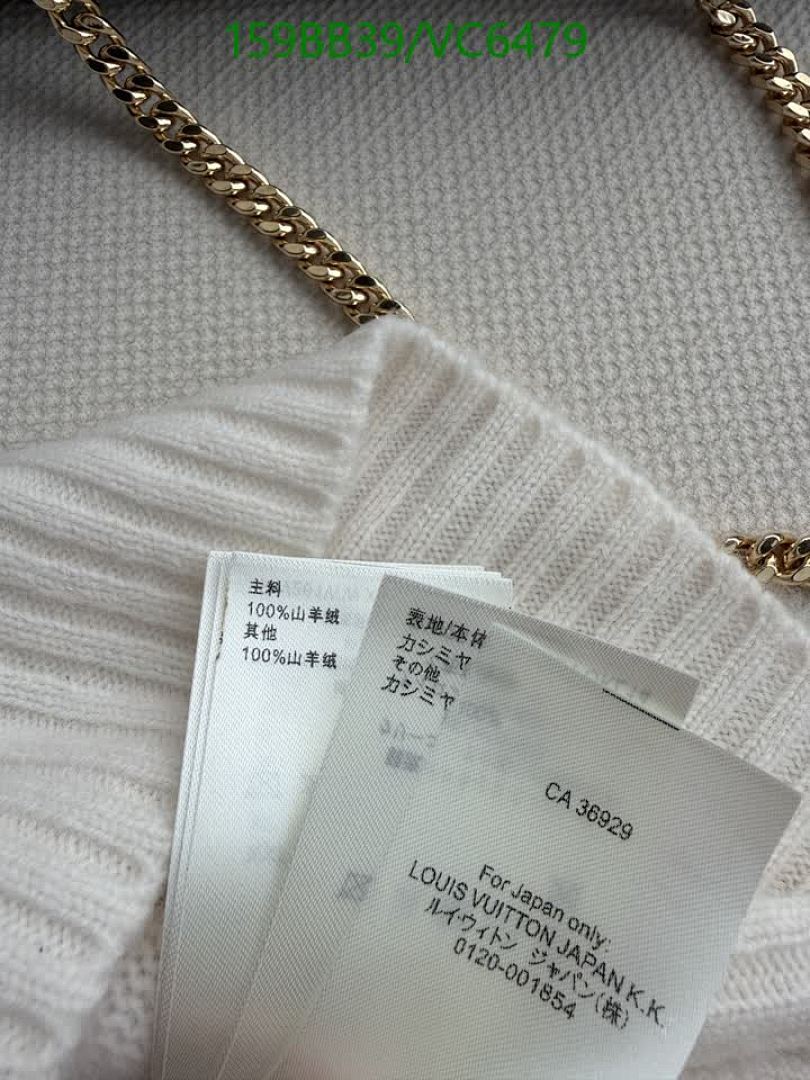 159BB39/VC6479
主料
100%山羊绒
其他
100%山羊绒
表地/本体
カシミヤ
その他
カシミヤ
CA 36929
For Japan only:
LOUIS VUITTON JAPAN K.K.
ルイ・ヴィトン ジャパン(株)
0120-001854